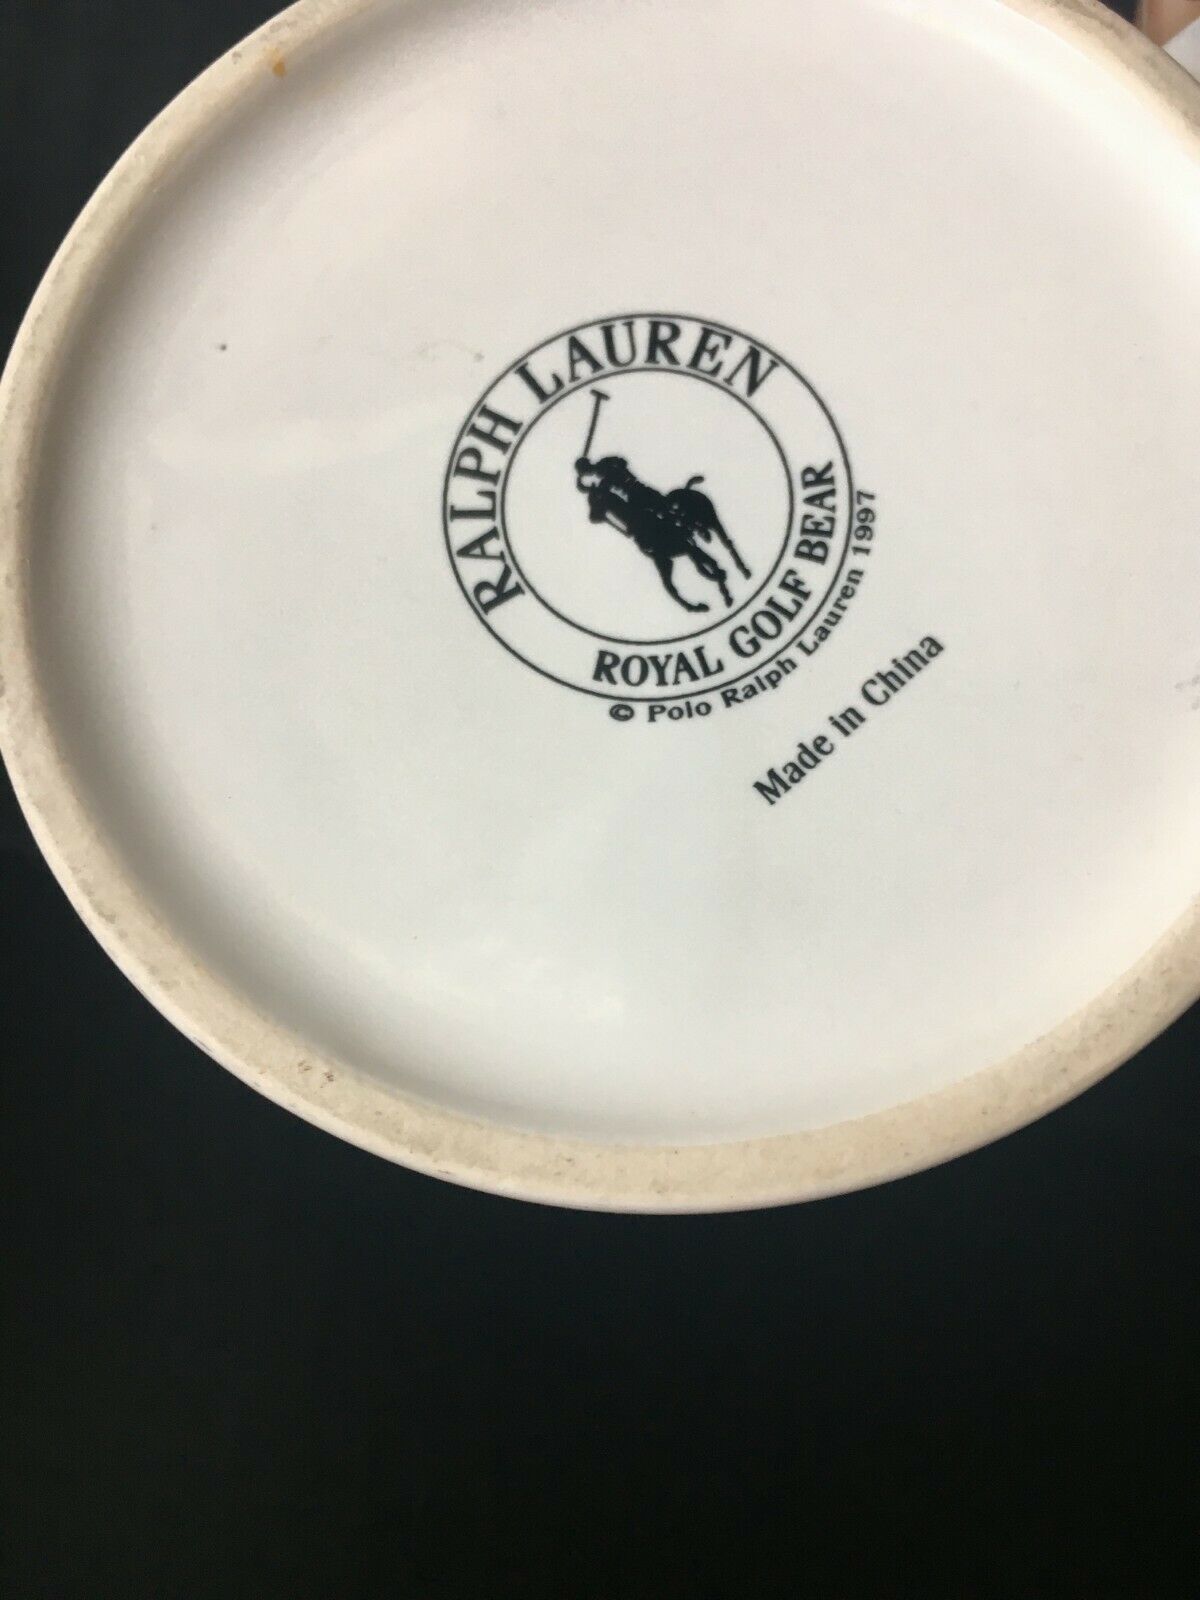 RALPH LAUREN
ROYAL GOLF BEAR
© Polo Ralph Lauren 1997
Made in China